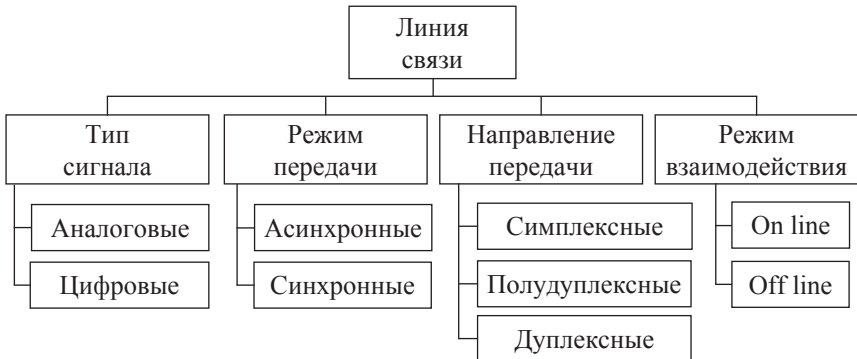 Линия
связи
Тип
сигнала
Режим
передачи
Направление
передачи
Режим
взаимодействия
Аналоговые
Цифровые
Асинхронные
Синхронные
Симплексные
Полудуплексные
Дуплексные
On line
Off line